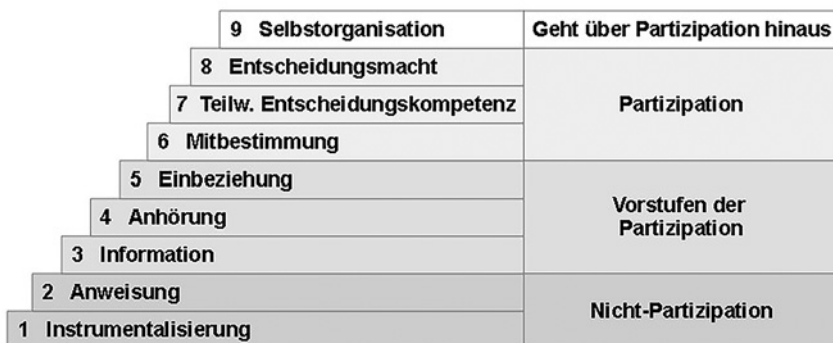 9 Selbstorganisation Geht über Partizipation hinaus
8 Entscheidungsmacht
7 Teilw. Entscheidungskompetenz Partizipation
6 Mitbestimmung
5 Einbeziehung
4 Anhörung Vorstufen der
Partizipation
3 Information
2 Anweisung
Nicht-Partizipation
1 Instrumentalisierung